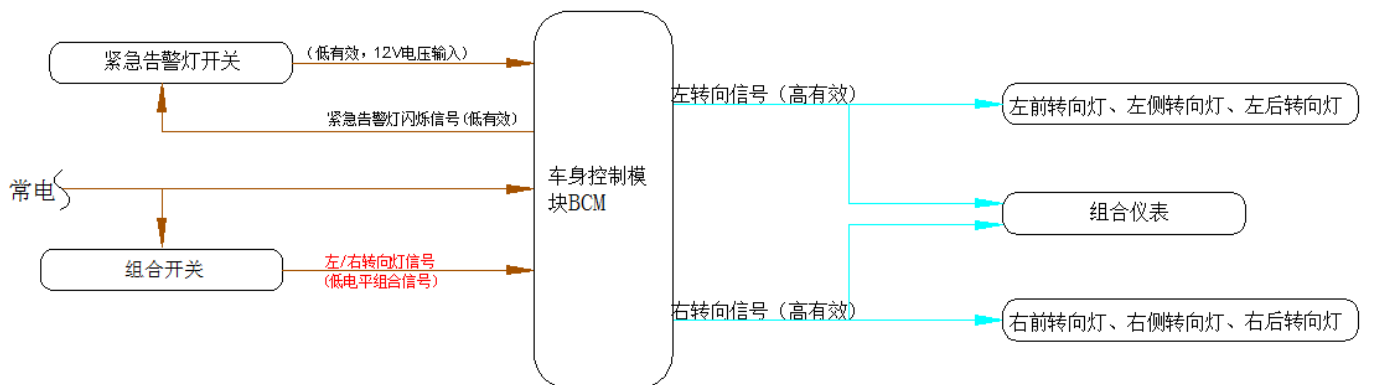 紧急告警灯开关
（低有效，12V电压输入）
紧急告警灯闪烁信号(低有效)
常电
组合开关
左/右转向灯信号
(低电平组合信号)
车身控制模
块BCM
左转向信号（高有效）
左前转向灯、左侧转向灯、左后转向灯
组合仪表
右转向信号（高有效）
右前转向灯、右侧转向灯、右后转向灯